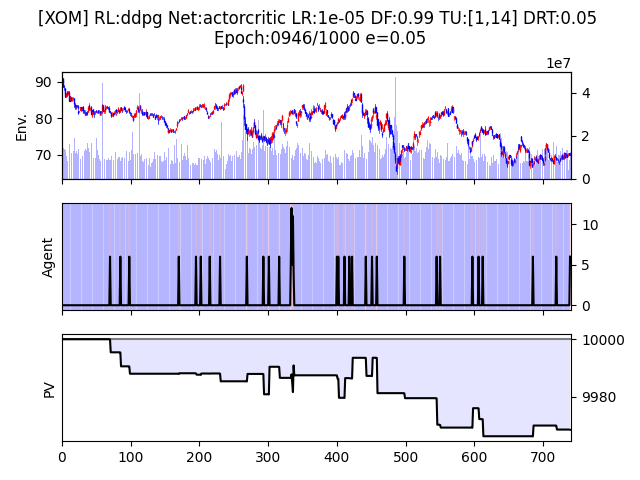 [XOM] RL:ddpg Net:actorcritic LR:1e-05 DF:0.99 TU:[1,14] DRT:0.05
Epoch:0946/1000 e=0.05
1e7
90
80
70
Env.
4
2
0
Agent
10
5
0
PV
10000
9980
0 100 200 300 400 500 600 700